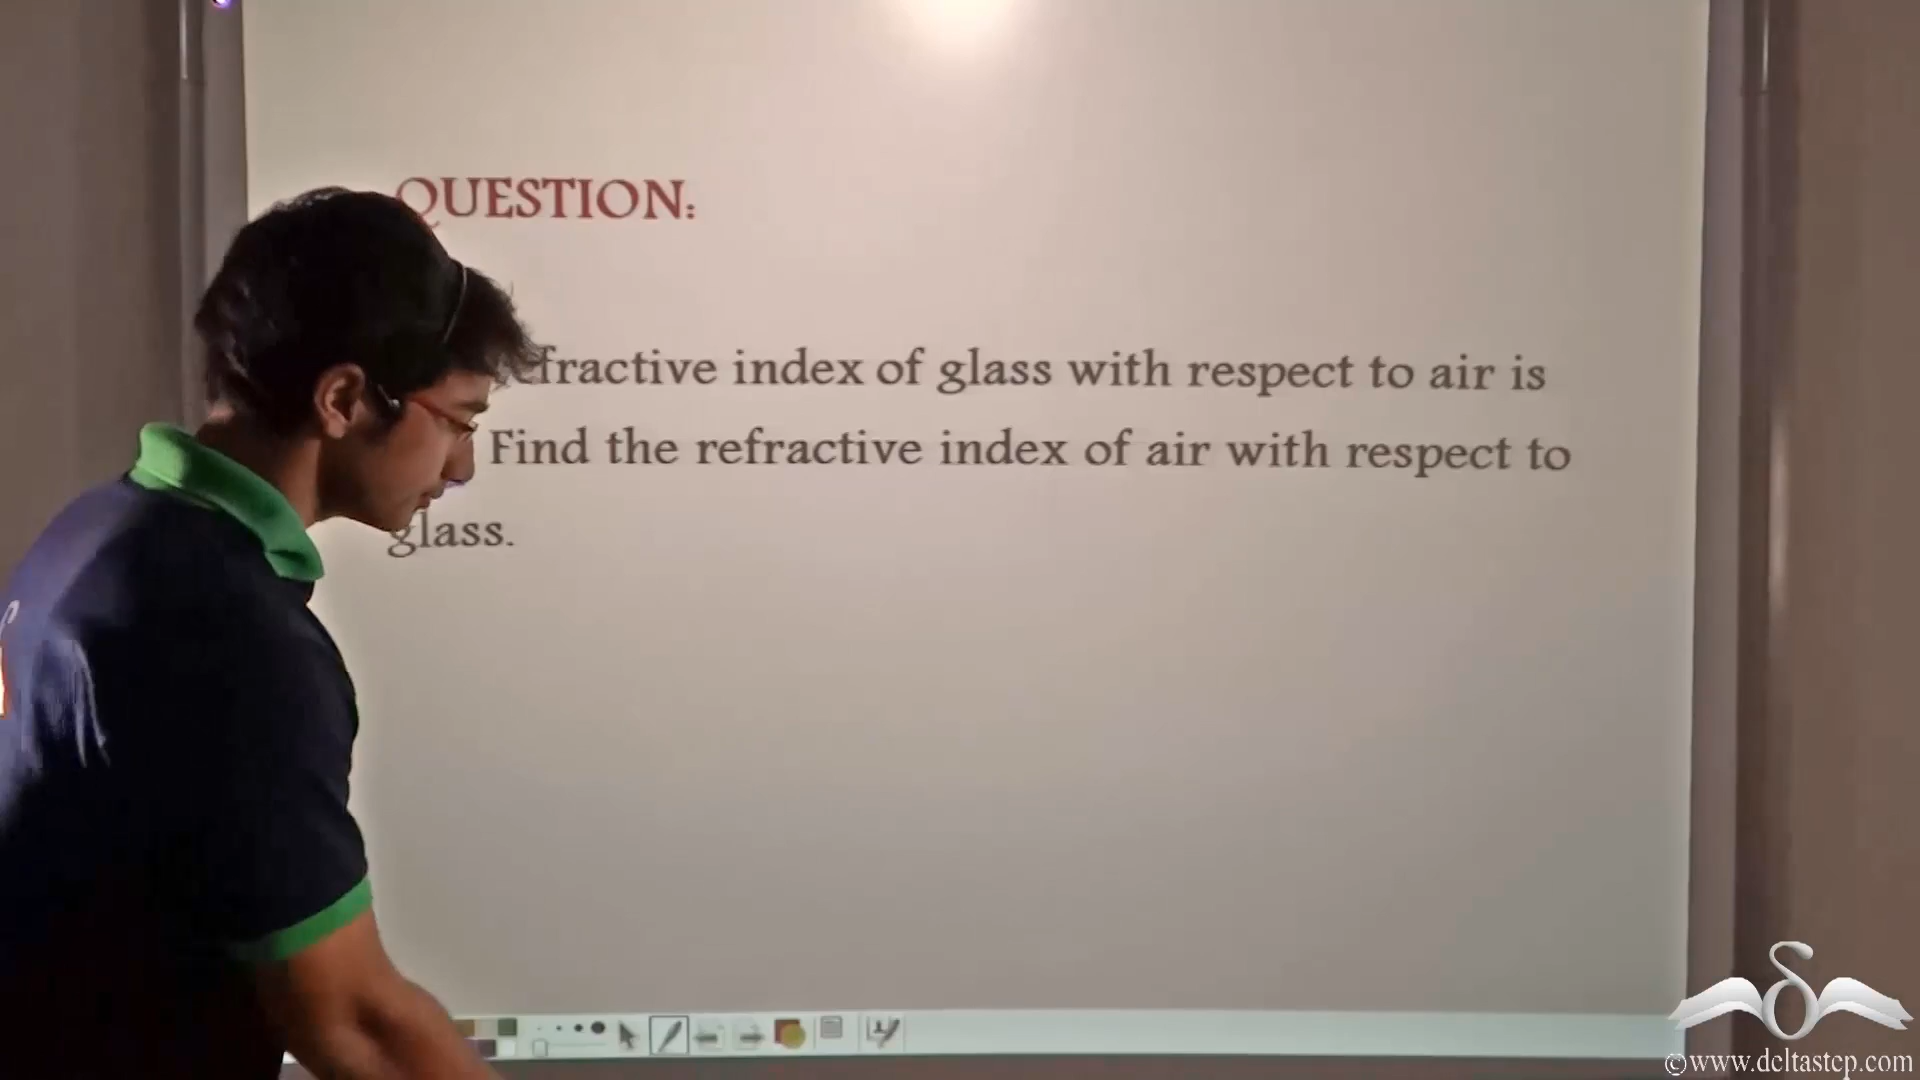 QUESTION:
efractive index of glass with respect to air is
Find the refractive index of air with respect to
glass.
©www.deltastep.com